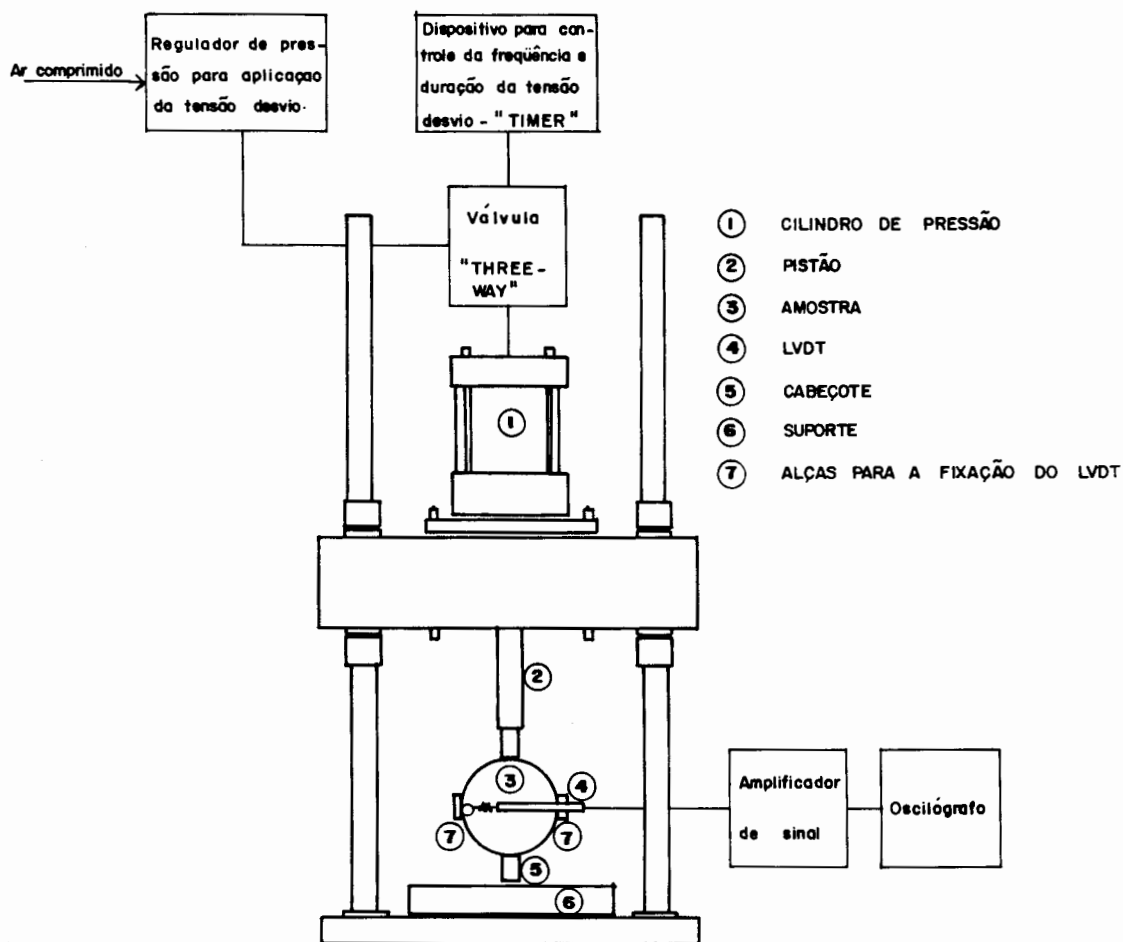 Ar comprimido
Regulador de pres-
são para aplicaçao
da tensão desvio.
Dispositivo para con-
trole da freqüência e
duração da tensão
desvio - "TIMER"
Válvula
"THREE-
WAY"
1 CILINDRO DE PRESSÃO
2 PISTÃO
3 AMOSTRA
4 LVDT
5 CABEÇOTE
6 SUPORTE
7 ALÇAS PARA A FIXAÇÃO DO LVDT
1
2
3
4
7
7
5
6
Amplificador
de sinal
Oscilógrafo